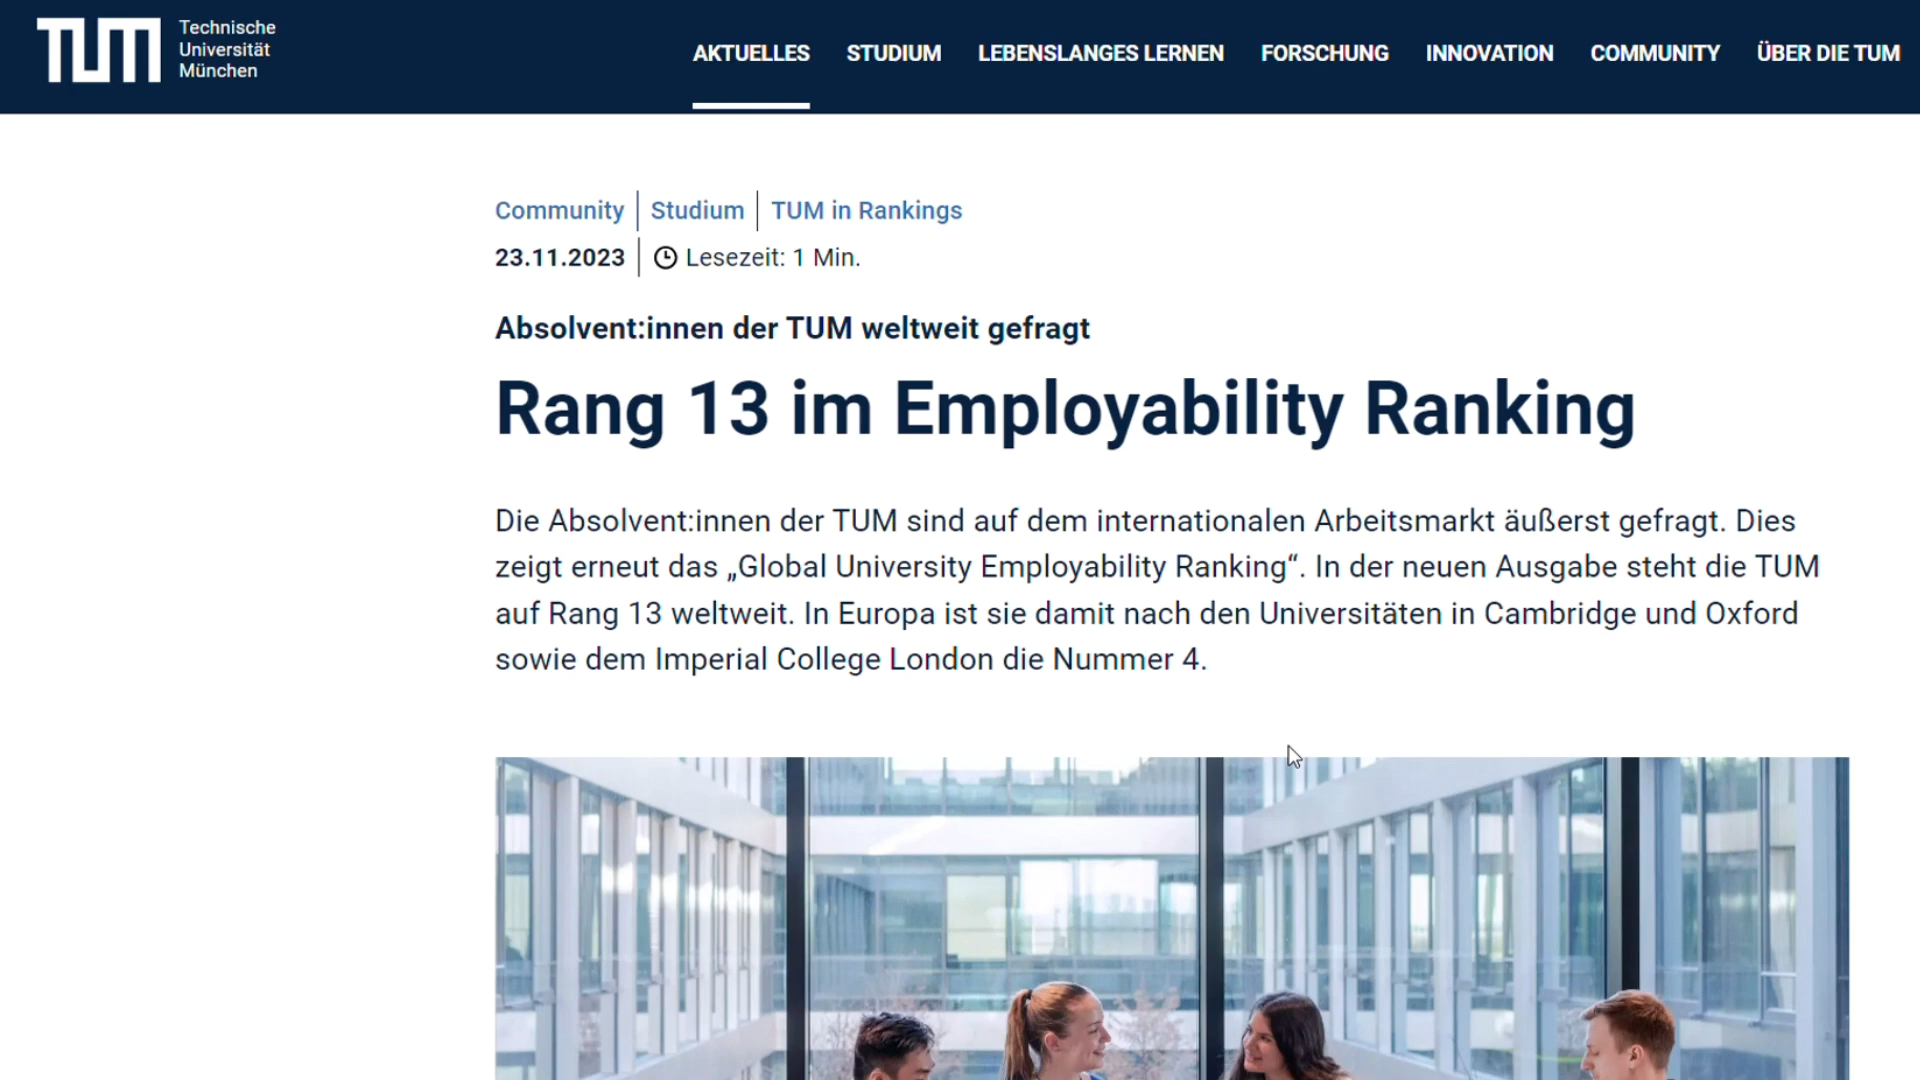 TUM Technische
Universität
München
AKTUELLES STUDIUM LEBENSLANGES LERNEN FORSCHUNG INNOVATION COMMUNITY ÜBER DIE TUM
Community | Studium | TUM in Rankings
23.11.2023 | Lesezeit: 1 Min.
Absolvent:innen der TUM weltweit gefragt
Rang 13 im Employability Ranking
Die Absolvent:innen der TUM sind auf dem internationalen Arbeitsmarkt äußerst gefragt. Dies
zeigt erneut das „Global University Employability Ranking“. In der neuen Ausgabe steht die TUM
auf Rang 13 weltweit. In Europa ist sie damit nach den Universitäten in Cambridge und Oxford
sowie dem Imperial College London die Nummer 4.